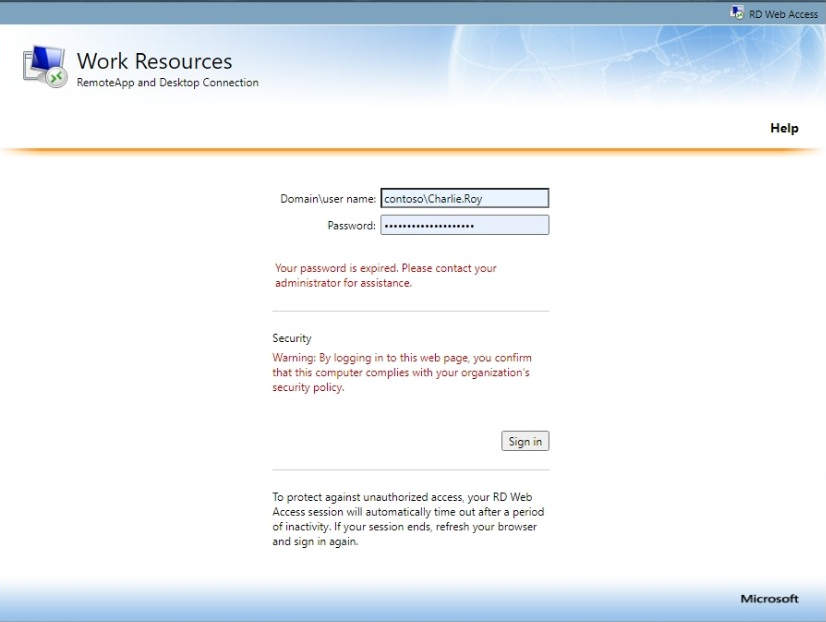 RD Web Access
Work Resources
RemoteApp and Desktop Connection
Help
Domain\user name: contoso\Charlie.Roy
Password: ••••••••••••••••••••
Your password is expired. Please contact your
administrator for assistance.
Security
Warning: By logging in to this web page, you confirm
that this computer complies with your organization's
security policy.
Sign in
To protect against unauthorized access, your RD Web
Access session will automatically time out after a period
of inactivity. If your session ends, refresh your browser
and sign in again.
Microsoft